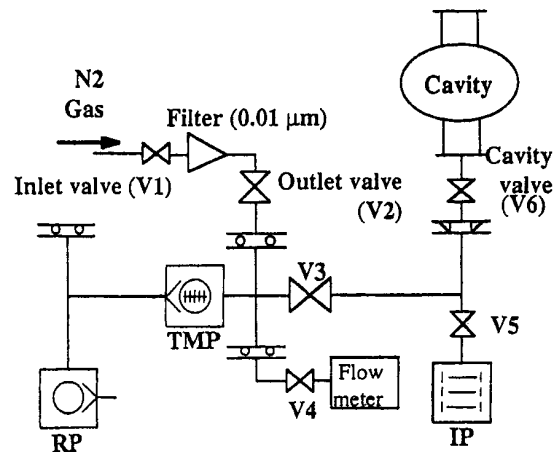 N2
Gas
Filter (0.01 µm)
Inlet valve (V1)
Outlet valve
(V2)
Cavity
Cavity
valve
(V6)
V3
TMP
V5
V4
Flow
meter
RP
IP